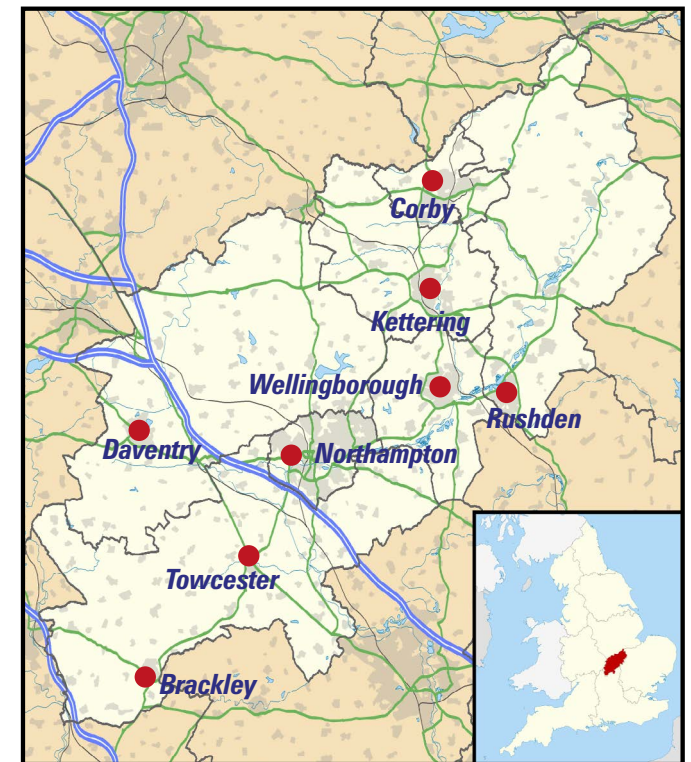 Corby
Kettering
Wellingborough
Rushden
Daventry
Northampton
Towcester
Brackley